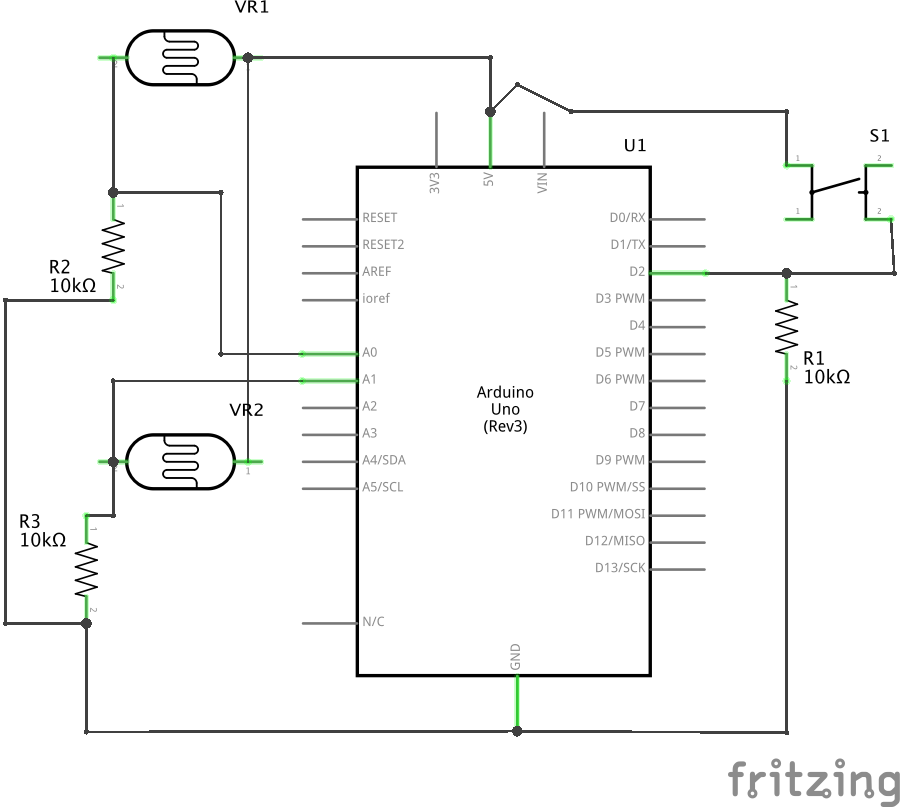 VR1
U1
S1
3V3
5V
VIN
1
2
1
2
RESET
RESET2
AREF
ioref
A0
A1
A2
A3
A4/SDA
A5/SCL
N/C
D0/RX
D1/TX
D2
D3 PWM
D4
D5 PWM
D6 PWM
D7
D8
D9 PWM
D10 PWM/SS
D11 PWM/MOSI
D12/MISO
D13/SCK
GND
Arduino
Uno
(Rev3)
1
R2
10kΩ
2
1
R1
10kΩ
2
VR2
1
R3
10kΩ
1
2
fritzing